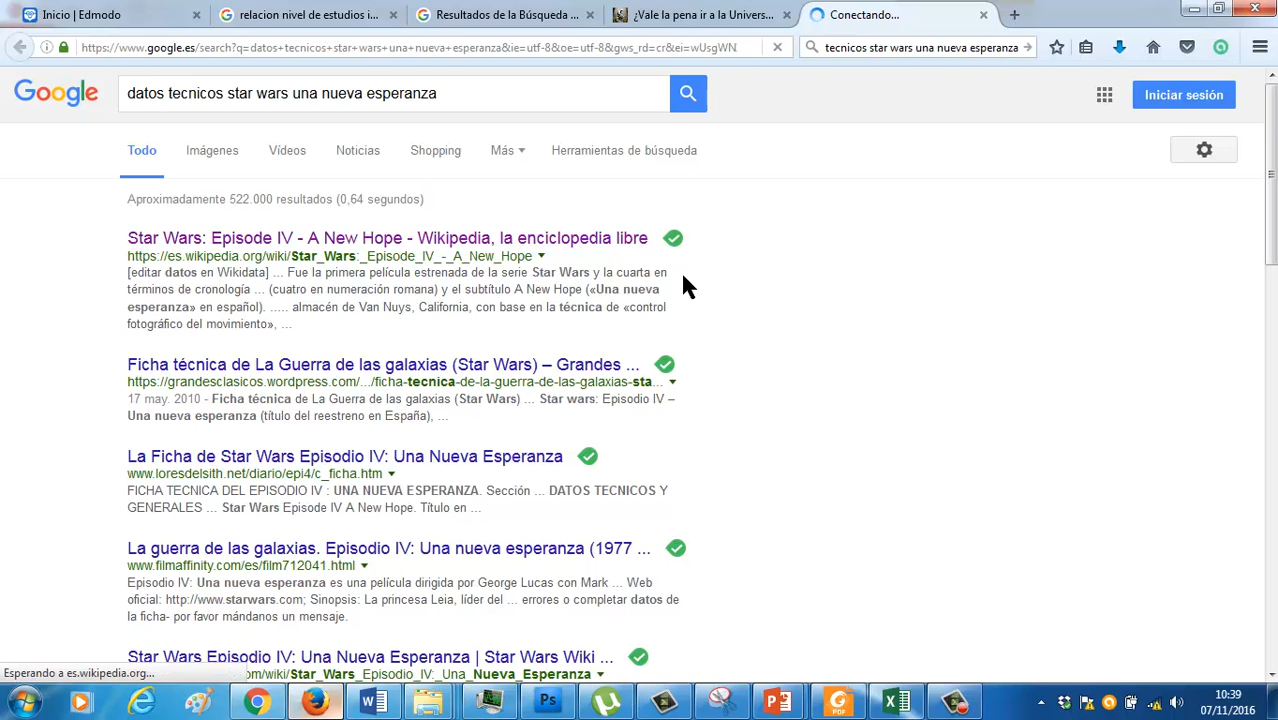 Inicio | Edmodo
relacion nivel de estudios i...
Resultados de la Búsqueda ...
¿Vale la pena ir a la Univers...
Conectando...
https://www.google.es/search?q=datos+tecnicos+star+wars+una+nueva+esperanza&ie=utf-8&oe=utf-8&gws_rd=cr&ei=wUsgWN
tecnicos star wars una nueva esperanza
Google
datos tecnicos star wars una nueva esperanza
Iniciar sesión
Todo
Imágenes
Vídeos
Noticias
Shopping
Más
Herramientas de búsqueda
Aproximadamente 522.000 resultados (0,64 segundos)
Star Wars: Episode IV - A New Hope - Wikipedia, la enciclopedia libre
https://es.wikipedia.org/wiki/Star_Wars:_Episode_IV_-_A_New_Hope
[editar datos en Wikidata] ... Fue la primera película estrenada de la serie Star Wars y la cuarta en
términos de cronología ... (cuatro en numeración romana) y el subtítulo A New Hope («Una nueva
esperanza» en español). ..... almacén de Van Nuys, California, con base en la técnica de «control
fotográfico del movimiento», ...
Ficha técnica de La Guerra de las galaxias (Star Wars) – Grandes ...
https://grandesclasicos.wordpress.com/.../ficha-tecnica-de-la-guerra-de-las-galaxias-sta...
17 may. 2010 - Ficha técnica de La Guerra de las galaxias (Star Wars) ... Star wars: Episodio IV –
Una nueva esperanza (título del reestreno en España), ...
La Ficha de Star Wars Episodio IV: Una Nueva Esperanza
www.loresdelsith.net/diario/epi4/c_ficha.htm
FICHA TECNICA DEL EPISODIO IV : UNA NUEVA ESPERANZA. Sección ... DATOS TECNICOS Y
GENERALES ... Star Wars Episodio IV A New Hope. Título en ...
La guerra de las galaxias. Episodio IV: Una nueva esperanza (1977 ...
www.filmaffinity.com/es/film712041.html
Episodio IV: Una nueva esperanza es una película dirigida por George Lucas con Mark ... Web
oficial: http://www.starwars.com; Sinopsis: La princesa Leia, líder del ... errores o completar datos de
la ficha- por favor mándanos un mensaje.
Star Wars Episodio IV: Una Nueva Esperanza | Star Wars Wiki ...
om/wiki/Star_Wars_Episodio_IV:_Una_Nueva_Esperanza
Esperando a es.wikipedia.org...
10:39
07/11/2016